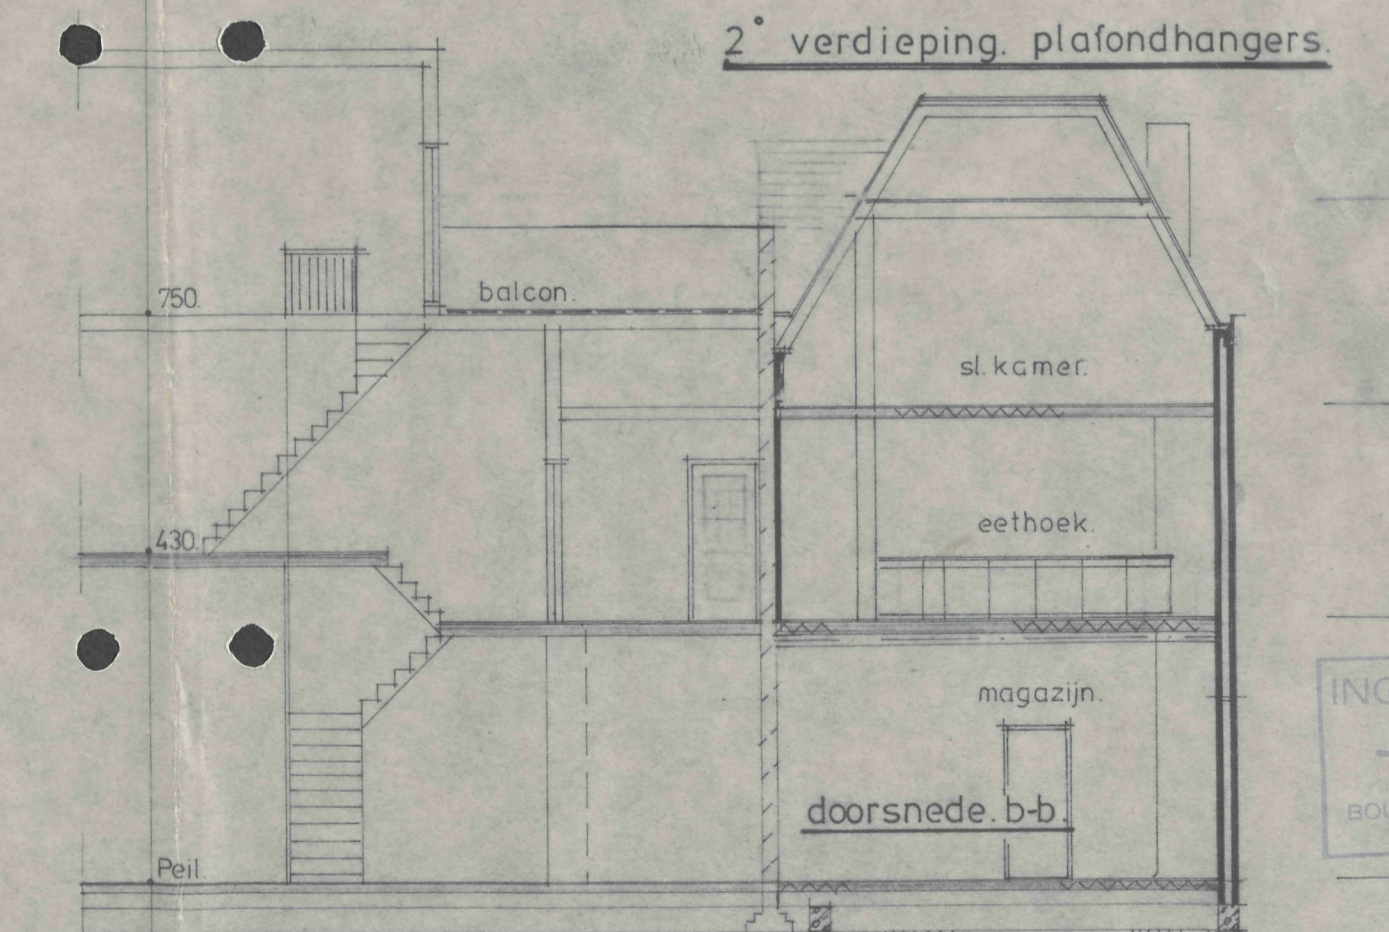 2° verdieping. plafondhangers.
750.
balcon.
sl. kamer.
430.
eethoek.
magazijn.
doorsnede. b-b.
Peil.